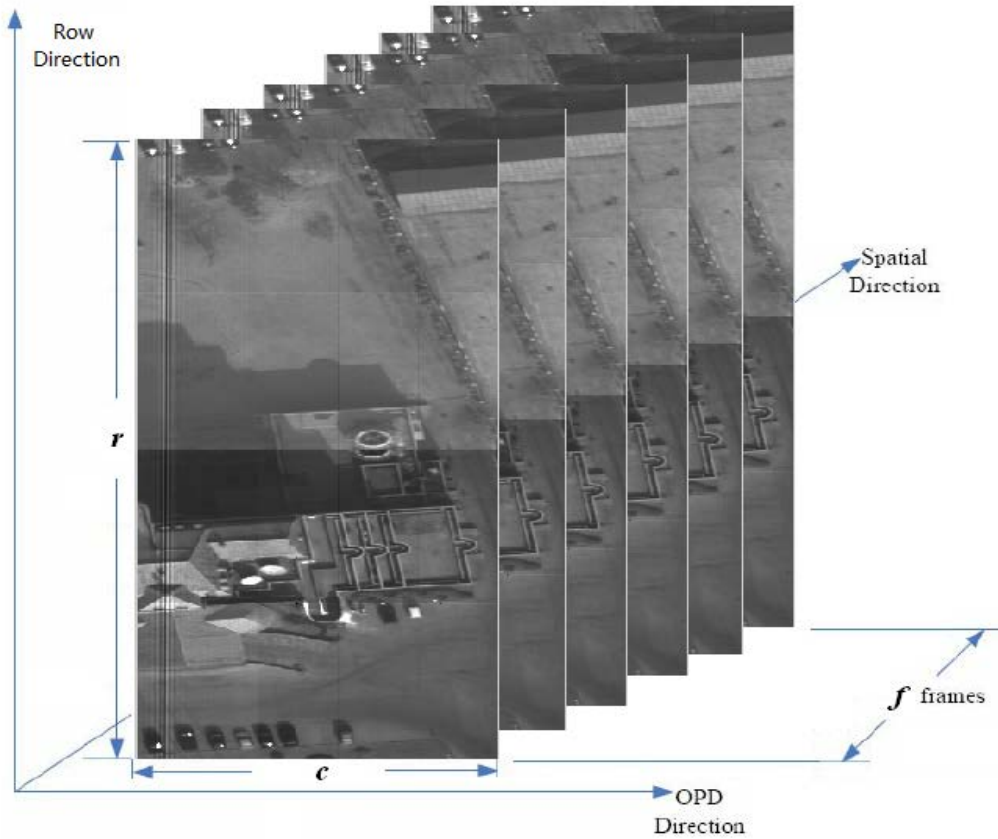 Row
Direction
Spatial
Direction
r
f frames
c
OPD
Direction